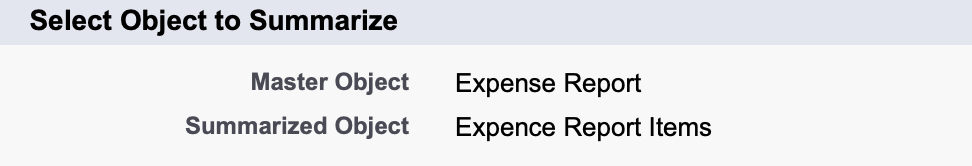 Select Object to Summarize
Master Object Expense Report
Summarized Object Expence Report Items